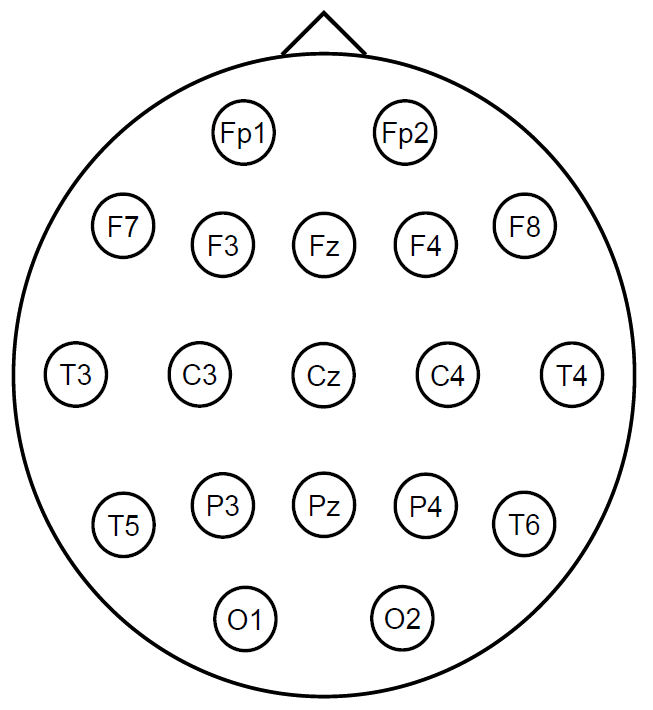 Fp1 Fp2
F7 F3 Fz F4 F8
T3 C3 Cz C4 T4
T5 P3 Pz P4 T6
O1 O2